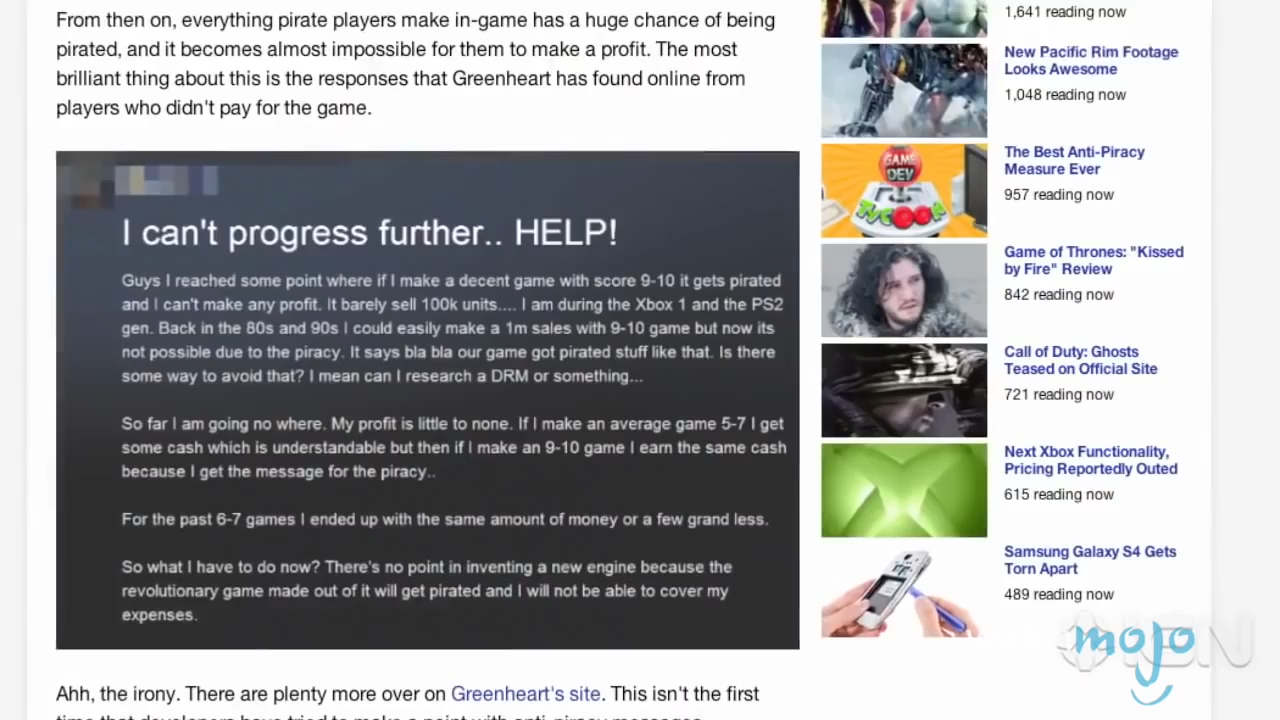 From then on, everything pirate players make in-game has a huge chance of being
pirated, and it becomes almost impossible for them to make a profit. The most
brilliant thing about this is the responses that Greenheart has found online from
players who didn't pay for the game.
I can't progress further.. HELP!
Guys I reached some point where if I make a decent game with score 9-10 it gets pirated
and I can't make any profit. It barely sell 100k units.... I am during the Xbox 1 and the PS2
gen. Back in the 80s and 90s I could easily make a 1m sales with 9-10 game but now its
not possible due to the piracy. It says bla bla our game got pirated stuff like that. Is there
some way to avoid that? I mean can I research a DRM or something...
So far I am going no where. My profit is little to none. If I make an average game 5-7 I get
some cash which is understandable but then if I make an 9-10 game I earn the same cash
because I get the message for the piracy..
For the past 6-7 games I ended up with the same amount of money or a few grand less.
So what I have to do now? There's no point in inventing a new engine because the
revolutionary game made out of it will get pirated and I will not be able to cover my
expenses.
Ahh, the irony. There are plenty more over on Greenheart's site. This isn't the first
time that developers have tried to make a point with anti-piracy messages
1,641 reading now
New Pacific Rim Footage
Looks Awesome
1,048 reading now
GAME
DEV
TYCOON
The Best Anti-Piracy
Measure Ever
957 reading now
Game of Thrones: "Kissed
by Fire" Review
842 reading now
Call of Duty: Ghosts
Teased on Official Site
721 reading now
Next Xbox Functionality,
Pricing Reportedly Outed
615 reading now
Samsung Galaxy S4 Gets
Torn Apart
489 reading now
mojo
IGN